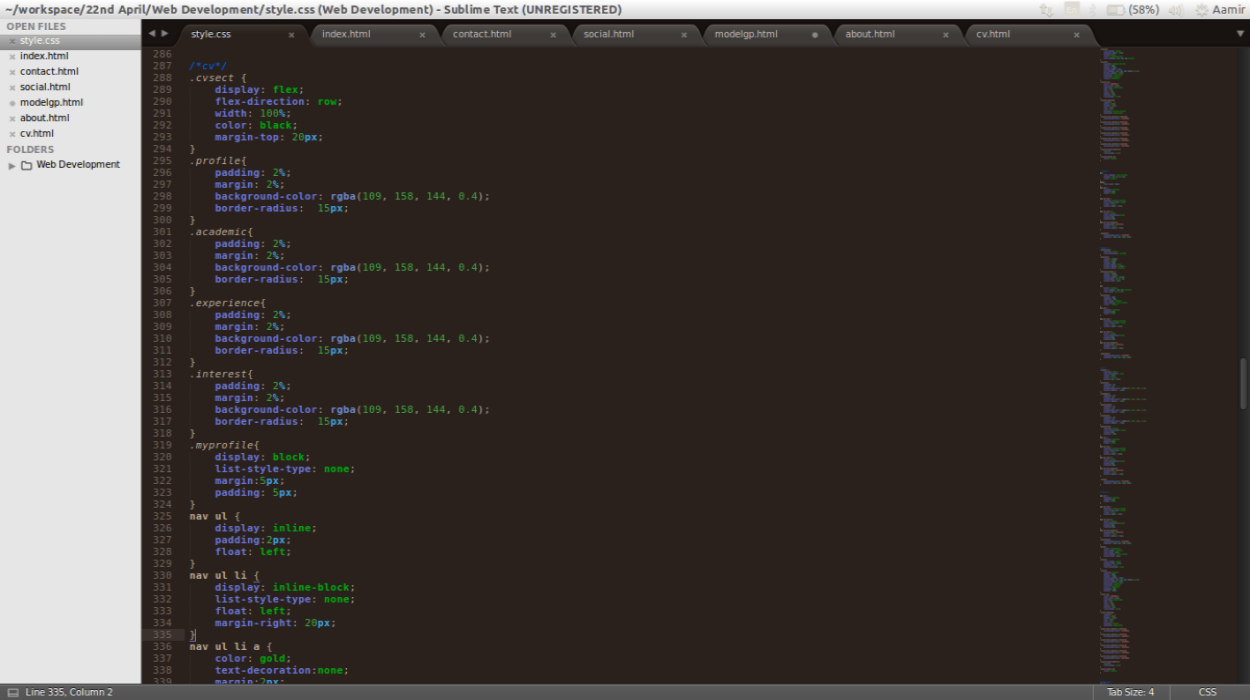 ~/workspace/22nd April/Web Development/style.css (Web Development) - Sublime Text (UNREGISTERED)
(58%)
Aamir
OPEN FILES
style.css
index.html
contact.html
social.html
modelgp.html
about.html
cv.html
FOLDERS
Web Development
style.css
index.html
contact.html
social.html
modelgp.html
about.html
cv.html
286
287 /*cv*/
288 .cvsect {
289 display: flex;
290 flex-direction: row;
291 width: 100%;
292 color: black;
293 margin-top: 20px;
294 }
295 .profile{
296 padding: 2%;
297 margin: 2%;
298 background-color: rgba(109, 158, 144, 0.4);
299 border-radius:  15px;
300 }
301 .academic{
302 padding: 2%;
303 margin: 2%;
304 background-color: rgba(109, 158, 144, 0.4);
305 border-radius:  15px;
306 }
307 .experience{
308 padding: 2%;
309 margin: 2%;
310 background-color: rgba(109, 158, 144, 0.4);
311 border-radius:  15px;
312 }
313 .interest{
314 padding: 2%;
315 margin: 2%;
316 background-color: rgba(109, 158, 144, 0.4);
317 border-radius:  15px;
318 }
319 .myprofile{
320 display: block;
321 list-style-type: none;
322 margin:5px;
323 padding: 5px;
324 }
325 nav ul {
326 display: inline;
327 padding:2px;
328 float: left;
329 }
330 nav ul li {
331 display: inline-block;
332 list-style-type: none;
333 float: left;
334 margin-right: 20px;
335 }
336 nav ul li a {
337 color: gold;
338 text-decoration:none;
339 margin:2px;
Line 335, Column 2
Tab Size: 4
CSS